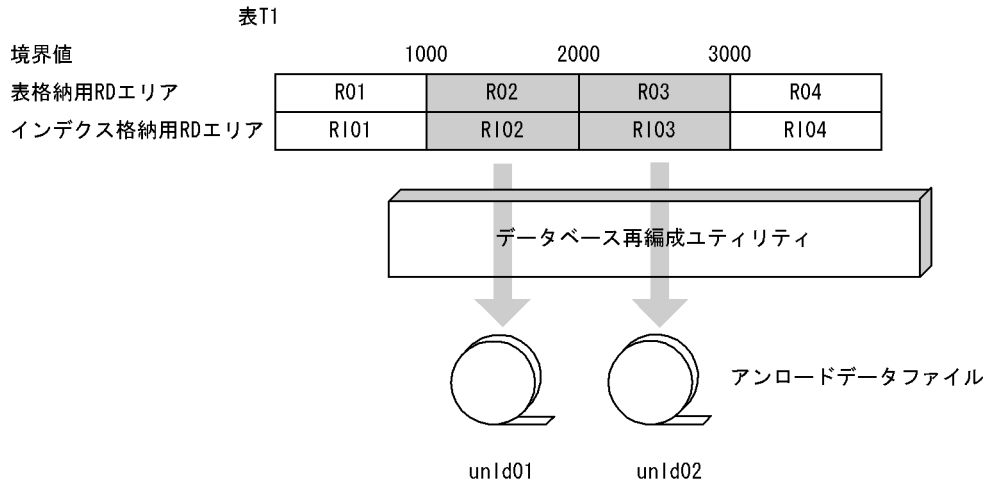 表T1
境界値 1000 2000 3000
表格納用RDエリア R01 R02 R03 R04
インデクス格納用RDエリア RI01 RI02 RI03 RI04
データベース再編成ユティリティ
アンロードデータファイル
unld01 unld02